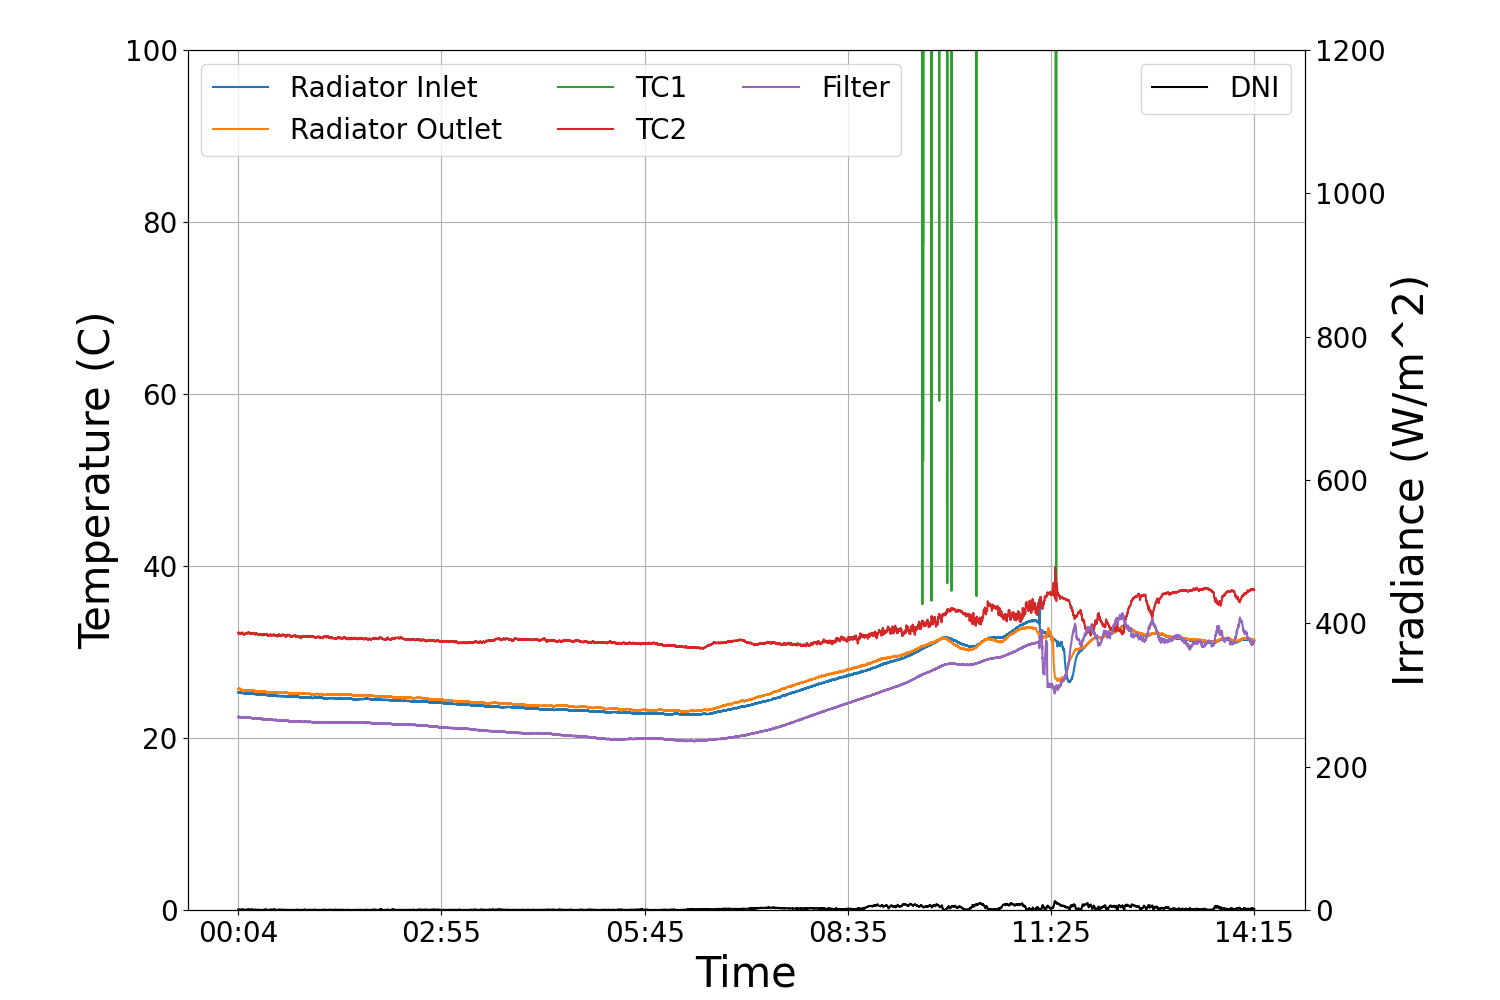 100
80
60
40
20
0
Temperature (C)
Radiator Inlet
Radiator Outlet
TC1
TC2
Filter
DNI
1200
1000
800
600
400
200
0
Irradiance (W/m^2)
00:04 02:55 05:45 08:35 11:25 14:15
Time